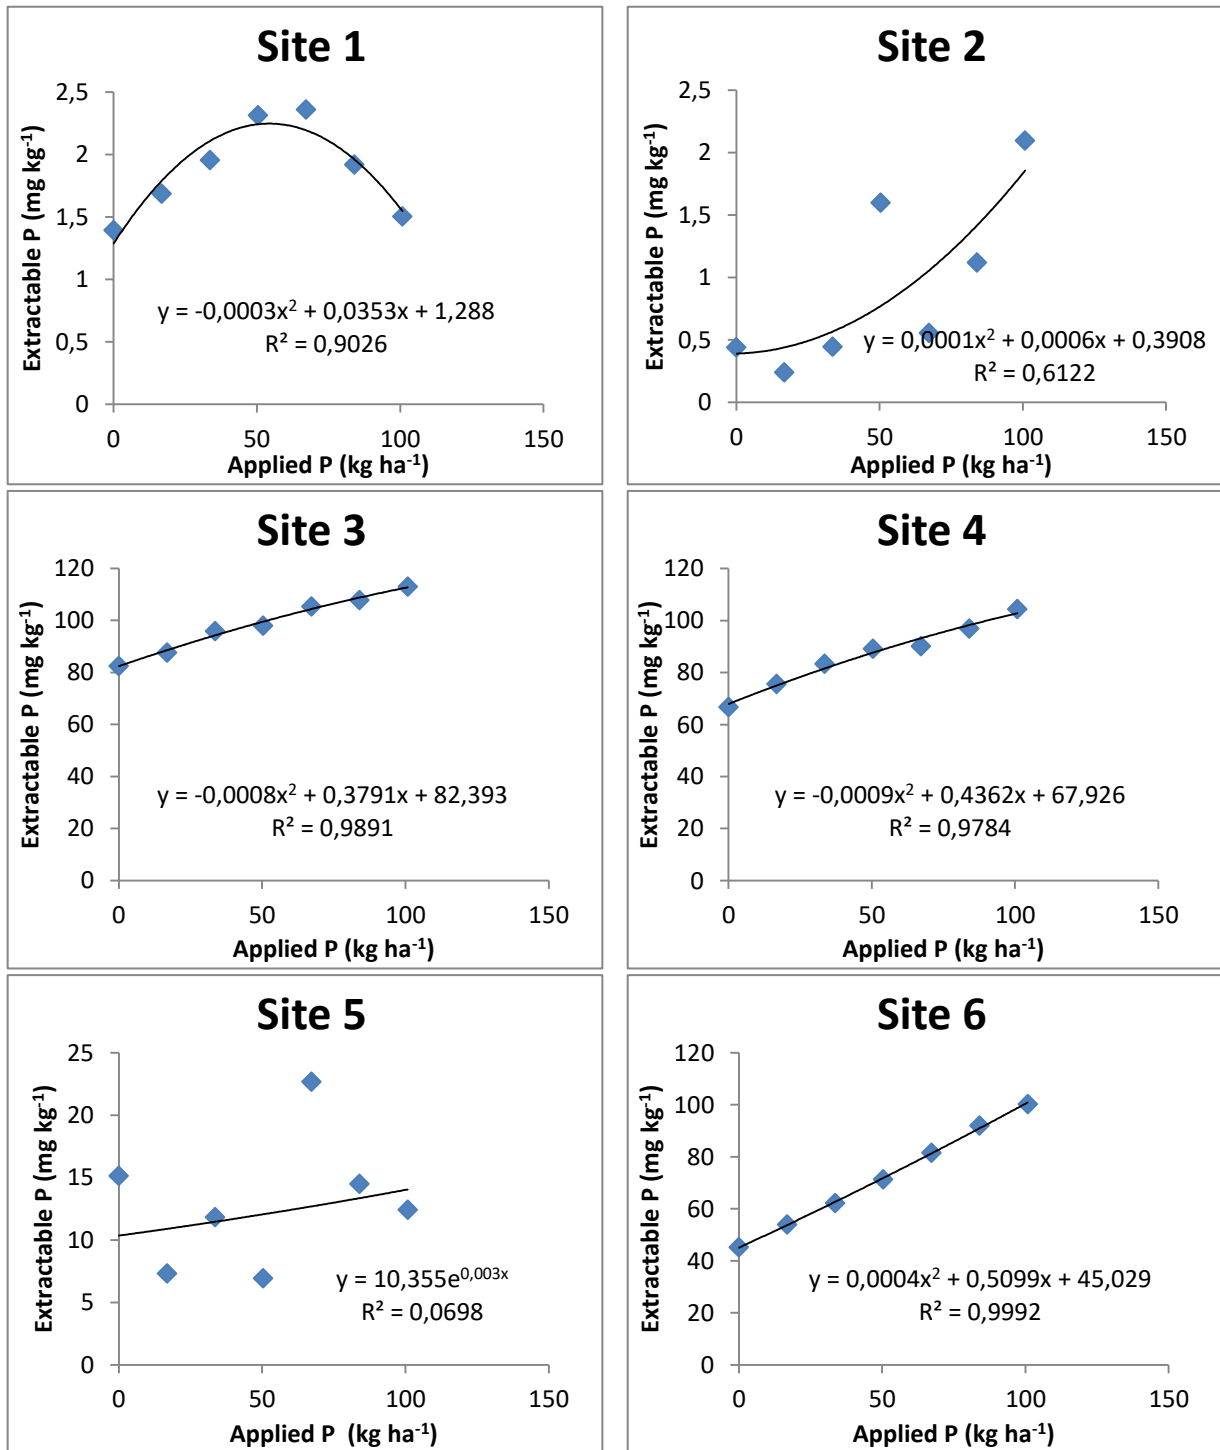 Site 1
Extractable P (mg kg⁻¹)
2,5
2
1,5
1
0,5
0
y = -0,0003x² + 0,0353x + 1,288
R² = 0,9026
0 50 100 150
Applied P (kg ha⁻¹)
Site 2
Extractable P (mg kg⁻¹)
2,5
2
1,5
1
0,5
0
y = 0,0001x² + 0,0006x + 0,3908
R² = 0,6122
0 50 100 150
Applied P (kg ha⁻¹)
Site 3
Extractable P (mg kg⁻¹)
120
100
80
60
40
20
0
y = -0,0008x² + 0,3791x + 82,393
R² = 0,9891
0 50 100 150
Applied P (kg ha⁻¹)
Site 4
Extractable P (mg kg⁻¹)
120
100
80
60
40
20
0
y = -0,0009x² + 0,4362x + 67,926
R² = 0,9784
0 50 100 150
Applied P (kg ha⁻¹)
Site 5
Extractable P (mg kg⁻¹)
25
20
15
10
5
0
y = 10,355e⁰,⁰⁰³ˣ
R² = 0,0698
0 50 100 150
Applied P (kg ha⁻¹)
Site 6
Extractable P (mg kg⁻¹)
120
100
80
60
40
20
0
y = 0,0004x² + 0,5099x + 45,029
R² = 0,9992
0 50 100 150
Applied P (kg ha⁻¹)